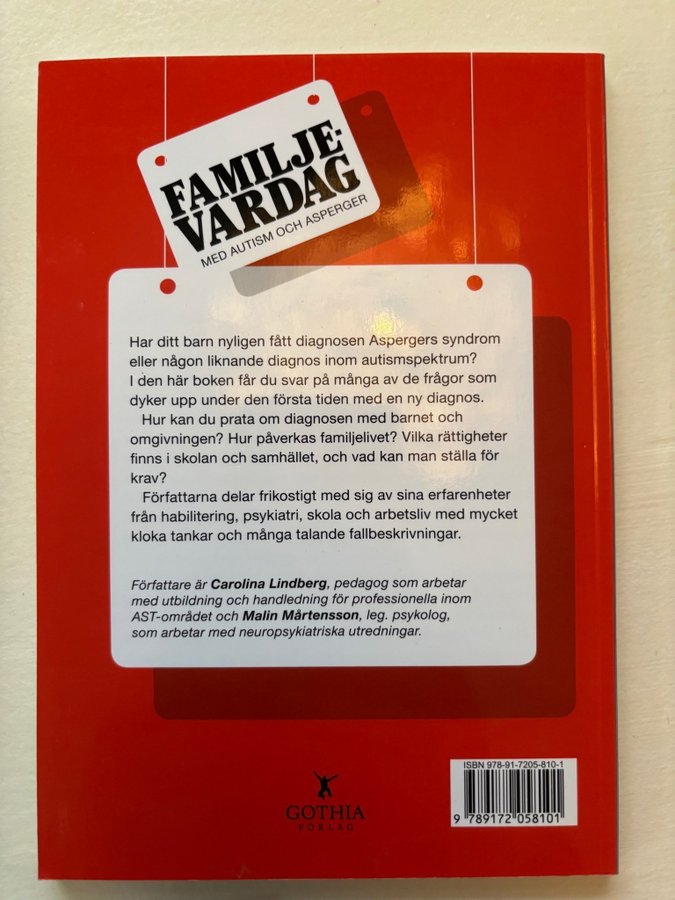 FAMILJE-
VARDAG
MED AUTISM OCH ASPERGER
Har ditt barn nyligen fått diagnosen Aspergers syndrom
eller någon liknande diagnos inom autismspektrum?
I den här boken får du svar på många av de frågor som
dyker upp under den första tiden med en ny diagnos.
Hur kan du prata om diagnosen med barnet och
omgivningen? Hur påverkas familjelivet? Vilka rättigheter
finns i skolan och samhället, och vad kan man ställa för
krav?
Författarna delar frikostigt med sig av sina erfarenheter
från habilitering, psykiatri, skola och arbetsliv med mycket
kloka tankar och många talande fallbeskrivningar.
Författare är Carolina Lindberg, pedagog som arbetar
med utbildning och handledning för professionella inom
AST-området och Malin Mårtensson, leg. psykolog,
som arbetar med neuropsykiatriska utredningar.
GOTHIA
FÖRLAG
ISBN 978-91-7205-810-1
9 789172 058101